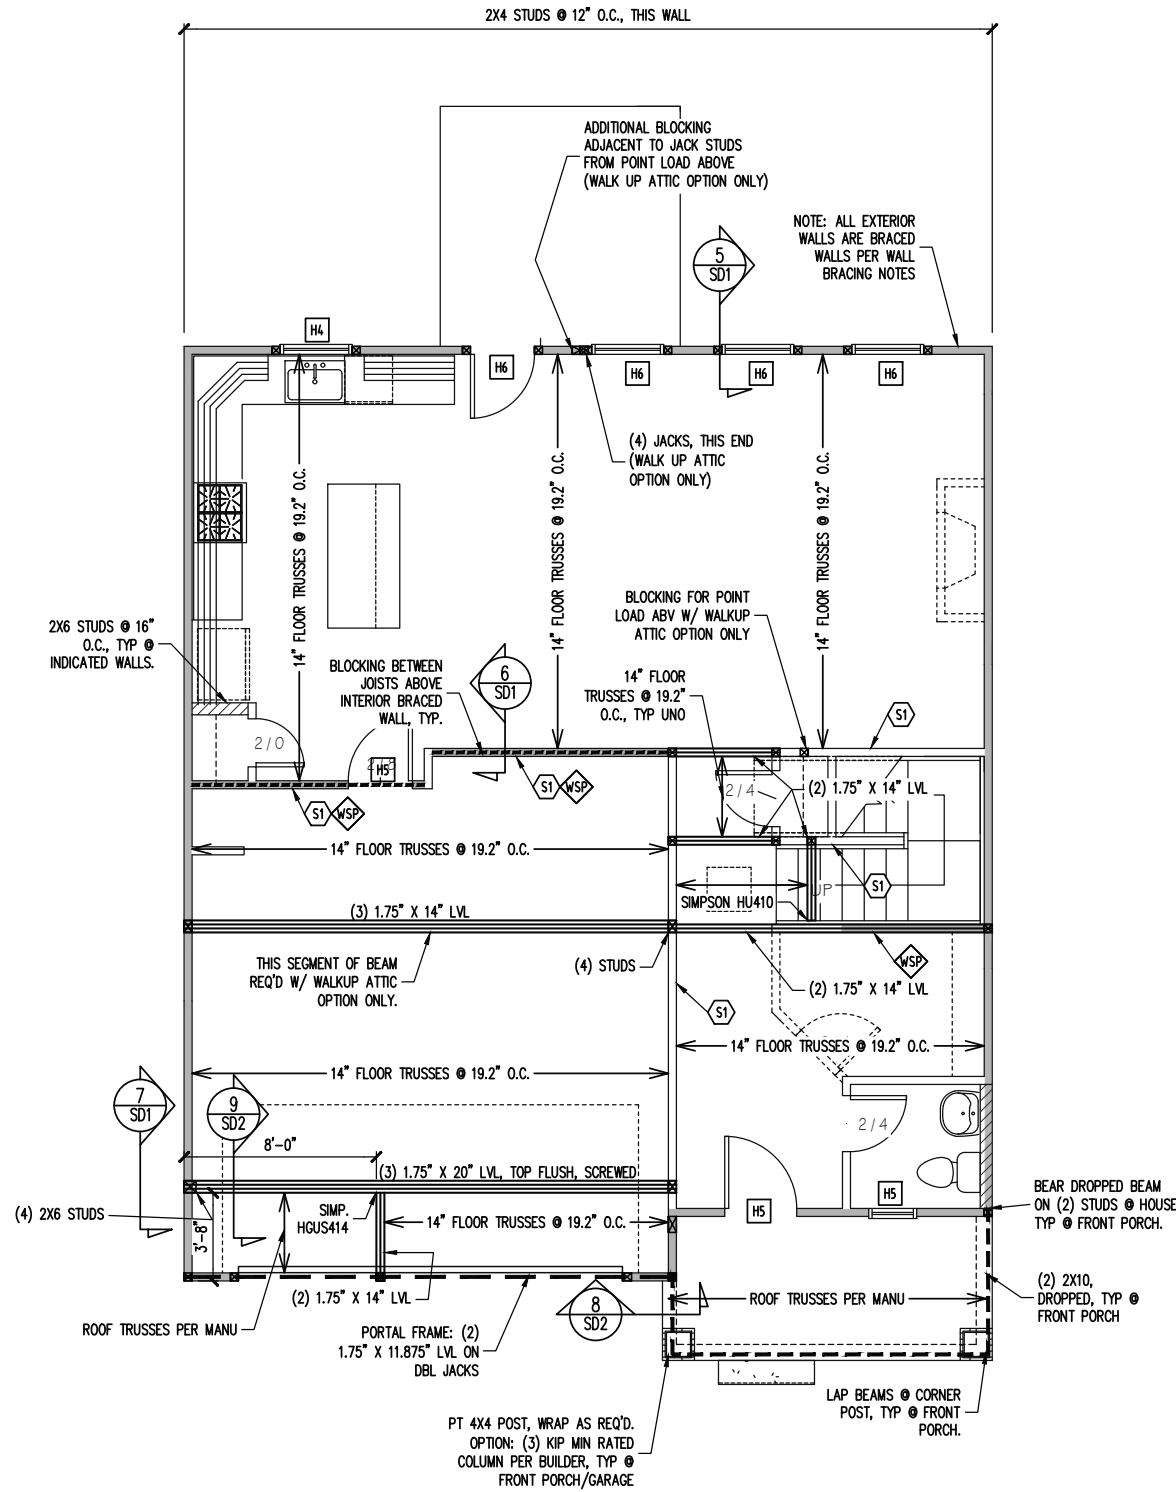 2X4 STUDS @ 12" O.C., THIS WALL
ADDITIONAL BLOCKING
ADJACENT TO JACK STUDS
FROM POINT LOAD ABOVE
(WALK UP ATTIC OPTION ONLY)
NOTE: ALL EXTERIOR
WALLS ARE BRACED
WALLS PER WALL
BRACING NOTES
5
SD1
H4
H6
H6
H6
H6
(4) JACKS, THIS END
(WALK UP ATTIC
OPTION ONLY)
14" FLOOR TRUSSES @ 19.2" O.C.
14" FLOOR TRUSSES @ 19.2" O.C.
14" FLOOR TRUSSES @ 19.2" O.C.
2X6 STUDS @ 16"
O.C., TYP @
INDICATED WALLS.
BLOCKING FOR POINT
LOAD ABV W/ WALKUP
ATTIC OPTION ONLY
BLOCKING BETWEEN
JOISTS ABOVE
INTERIOR BRACED
WALL, TYP.
6
SD1
14" FLOOR
TRUSSES @ 19.2"
O.C., TYP UNO
S1
2/0
H5
S1
WSP
S1
WSP
2/4
(2) 1.75" X 14" LVL
14" FLOOR TRUSSES @ 19.2" O.C.
S1
UP
SIMPSON HU410
(3) 1.75" X 14" LVL
THIS SEGMENT OF BEAM
REQ'D W/ WALKUP ATTIC
OPTION ONLY.
(4) STUDS
WSP
(2) 1.75" X 14" LVL
S1
14" FLOOR TRUSSES @ 19.2" O.C.
14" FLOOR TRUSSES @ 19.2" O.C.
7
SD1
9
SD2
8'-0"
2/4
(3) 1.75" X 20" LVL, TOP FLUSH, SCREWED
(4) 2X6 STUDS
3'-8"
SIMP.
HGUS414
14" FLOOR TRUSSES @ 19.2" O.C.
H5
H5
BEAR DROPPED BEAM
ON (2) STUDS @ HOUSE
TYP @ FRONT PORCH.
(2) 1.75" X 14" LVL
8
SD2
ROOF TRUSSES PER MANU
(2) 2X10,
DROPPED, TYP @
FRONT PORCH
ROOF TRUSSES PER MANU
PORTAL FRAME: (2)
1.75" X 11.875" LVL ON
DBL JACKS
LAP BEAMS @ CORNER
POST, TYP @ FRONT
PORCH.
PT 4X4 POST, WRAP AS REQ'D.
OPTION: (3) KIP MIN RATED
COLUMN PER BUILDER, TYP @
FRONT PORCH/GARAGE